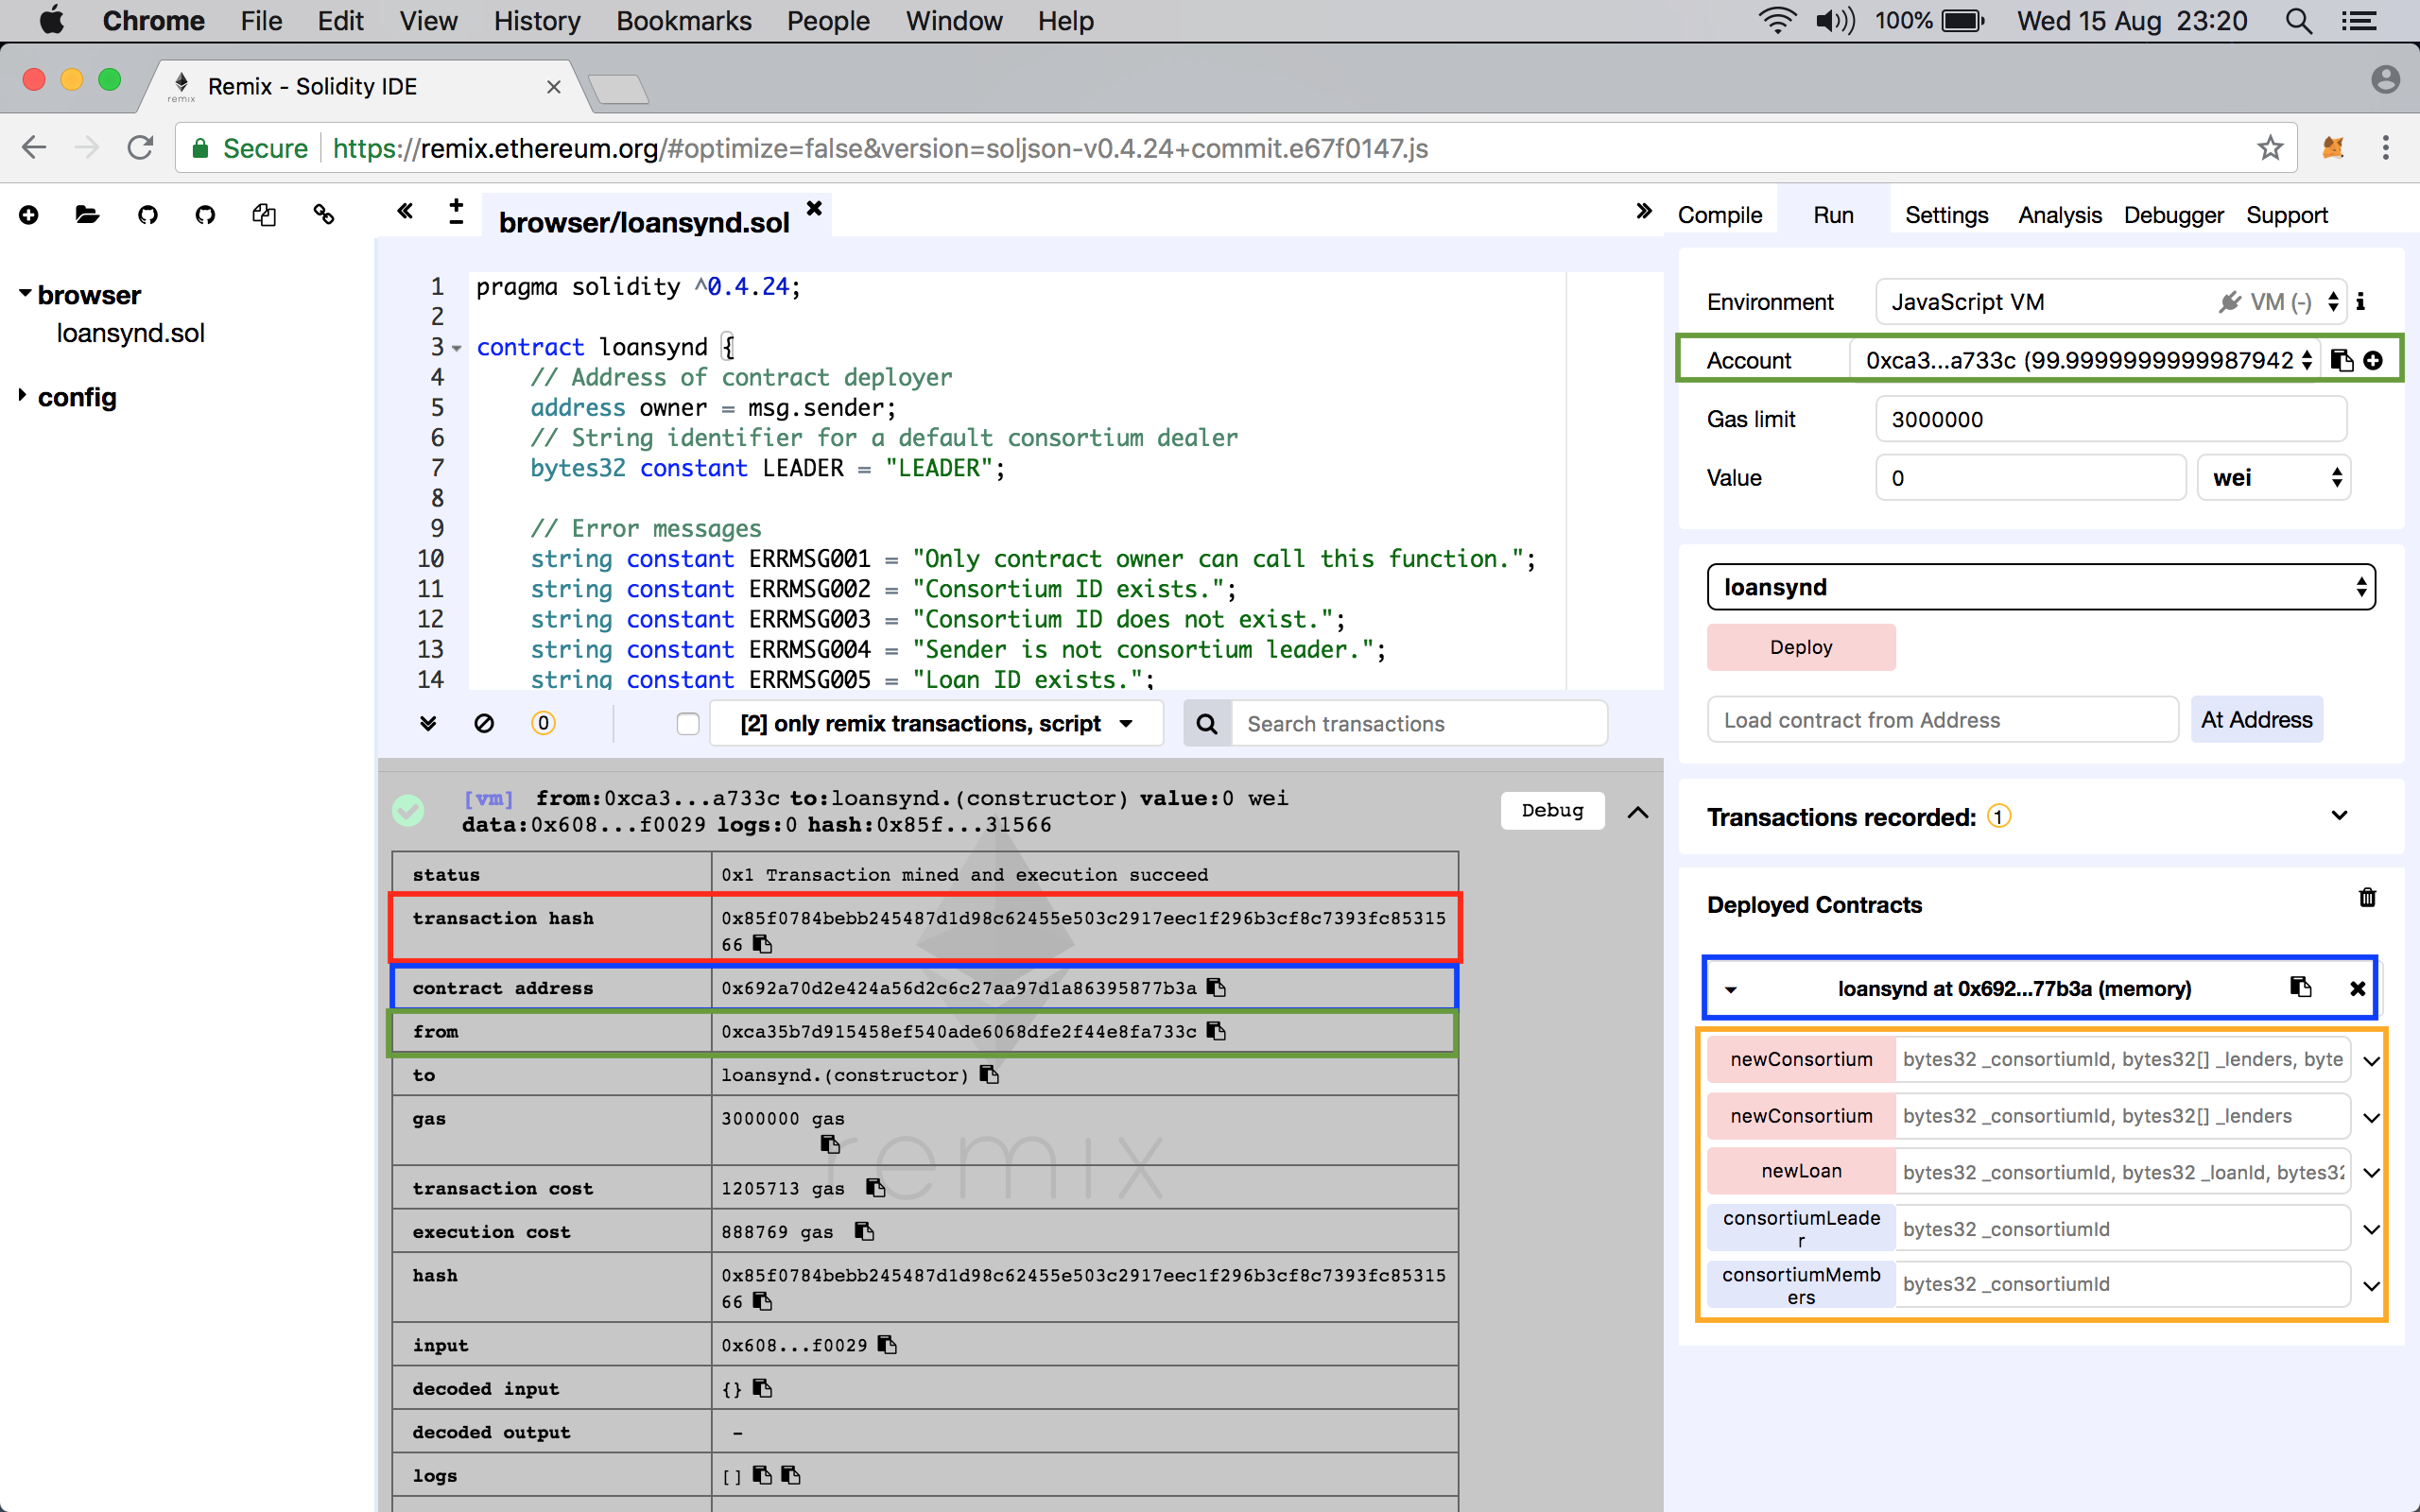 Chrome File Edit View History Bookmarks People Window Help 100% Wed 15 Aug 23:20
remix Remix - Solidity IDE
Secure https://remix.ethereum.org/#optimize=false&version=soljson-v0.4.24+commit.e67f0147.js
browser/loansynd.sol
Compile Run Settings Analysis Debugger Support
browser
loansynd.sol
config
1 pragma solidity ^0.4.24;
2
3 contract loansynd {
4 // Address of contract deployer
5 address owner = msg.sender;
6 // String identifier for a default consortium dealer
7 bytes32 constant LEADER = "LEADER";
8
9 // Error messages
10 string constant ERRMSG001 = "Only contract owner can call this function.";
11 string constant ERRMSG002 = "Consortium ID exists.";
12 string constant ERRMSG003 = "Consortium ID does not exist.";
13 string constant ERRMSG004 = "Sender is not consortium leader.";
14 string constant ERRMSG005 = "Loan ID exists.";
0 [2] only remix transactions, script Search transactions
[vm] from:0xca3...a733c to:loansynd.(constructor) value:0 wei
data:0x608...f0029 logs:0 hash:0x85f...31566
Debug
status 0x1 Transaction mined and execution succeed
transaction hash 0x85f0784bebb245487d1d98c62455e503c2917eec1f296b3cf8c7393fc85315
66
contract address 0x692a70d2e424a56d2c6c27aa97d1a86395877b3a
from 0xca35b7d915458ef540ade6068dfe2f44e8fa733c
to loansynd.(constructor)
gas 3000000 gas
remix
transaction cost 1205713 gas
execution cost 888769 gas
hash 0x85f0784bebb245487d1d98c62455e503c2917eec1f296b3cf8c7393fc85315
66
input 0x608...f0029
decoded input {}
decoded output -
logs []
Environment JavaScript VM VM (-)
Account 0xca3...a733c (99.9999999999987942
Gas limit 3000000
Value 0 wei
loansynd
Deploy
Load contract from Address At Address
Transactions recorded: 1
Deployed Contracts
loansynd at 0x692...77b3a (memory)
newConsortium bytes32 _consortiumId, bytes32[] _lenders, byte
newConsortium bytes32 _consortiumId, bytes32[] _lenders
newLoan bytes32 _consortiumId, bytes32 _loanId, bytes32
consortiumLeade
r
bytes32 _consortiumId
consortiumMemb
ers
bytes32 _consortiumId